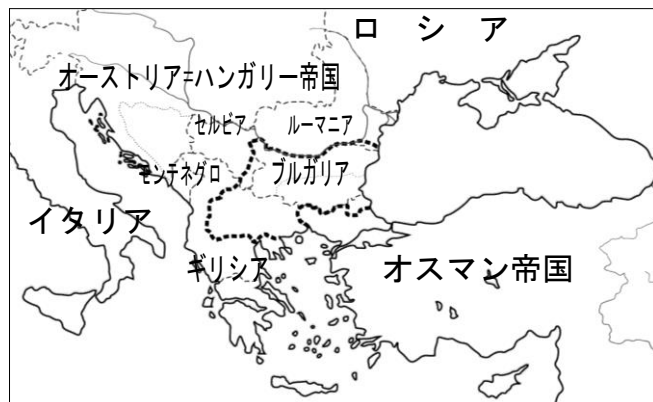 ロシア
オーストリア=ハンガリー帝国
セルビア
ルーマニア
モンテネグロ
ブルガリア
イタリア
ギリシア
オスマン帝国